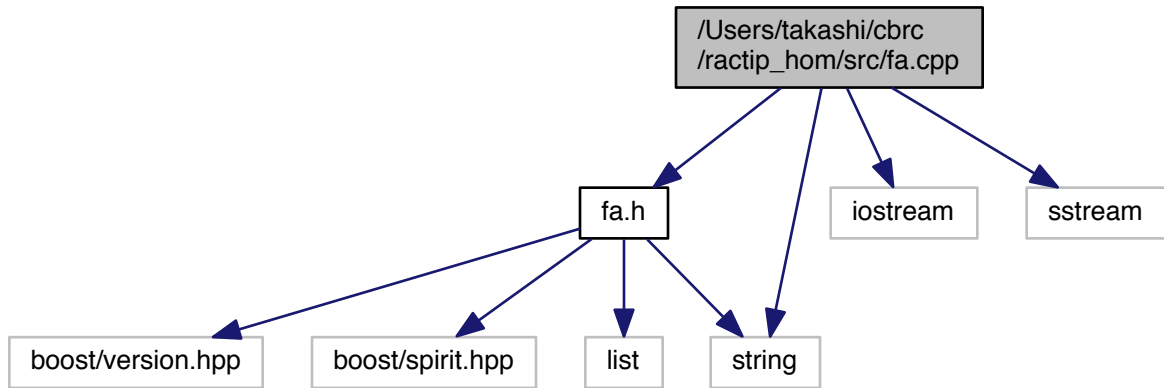 /Users/takashi/cbrc
/ractip_hom/src/fa.cpp
fa.h
iostream
sstream
boost/version.hpp
boost/spirit.hpp
list
string